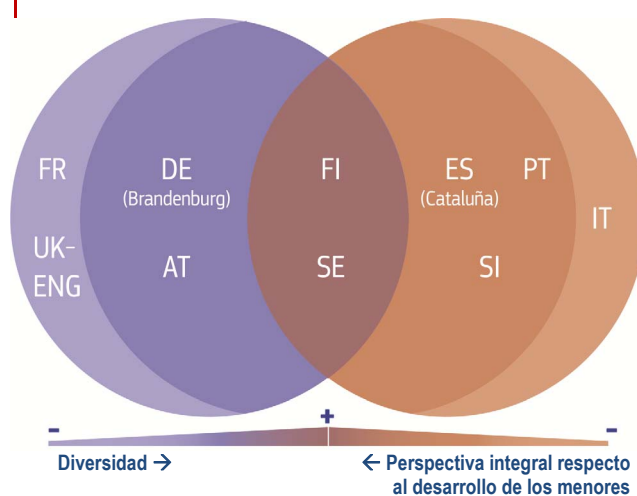 FR
DE
(Brandenburg)
FI
ES
(Cataluña)
PT
IT
UK-
ENG
AT
SE
SI
- + -
Diversidad →
← Perspectiva integral respecto
al desarrollo de los menores